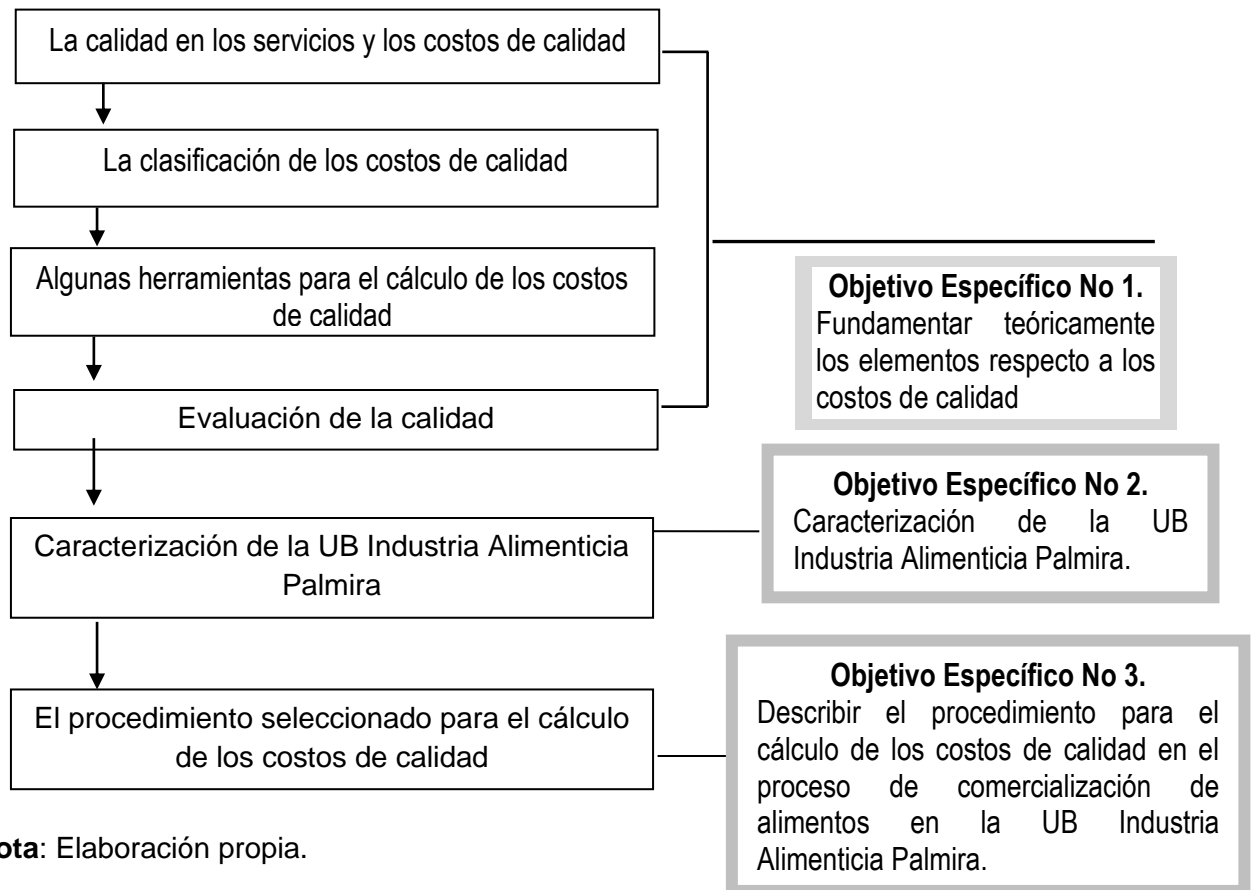 La calidad en los servicios y los costos de calidad
La clasificación de los costos de calidad
Algunas herramientas para el cálculo de los costos
de calidad
Evaluación de la calidad
Caracterización de la UB Industria Alimenticia
Palmira
El procedimiento seleccionado para el cálculo
de los costos de calidad
Objetivo Específico No 1.
Fundamentar teóricamente
los elementos respecto a los
costos de calidad
Objetivo Específico No 2.
Caracterización de la UB
Industria Alimenticia Palmira.
Objetivo Específico No 3.
Describir el procedimiento para el
cálculo de los costos de calidad en el
proceso de comercialización de
alimentos en la UB Industria
Alimenticia Palmira.
ota: Elaboración propia.